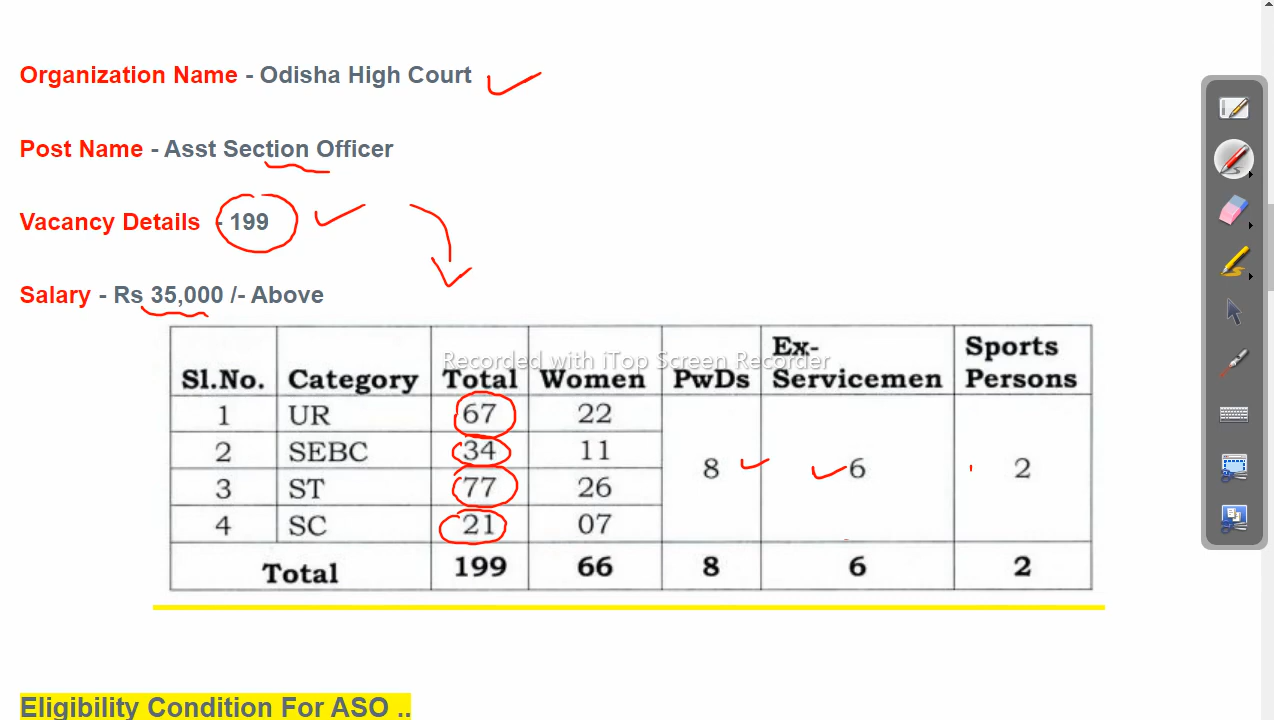 Organization Name - Odisha High Court
Post Name - Asst Section Officer
Vacancy Details - 199
Salary - Rs 35,000 /- Above
Recorded with iTop Screen Recorder
Sl.No. Category Total Women PwDs Ex-Servicemen Sports Persons
1 UR 67 22
2 SEBC 34 11
3 ST 77 26
4 SC 21 07
8 6 2
Total 199 66 8 6 2
Eligibility Condition For ASO ..